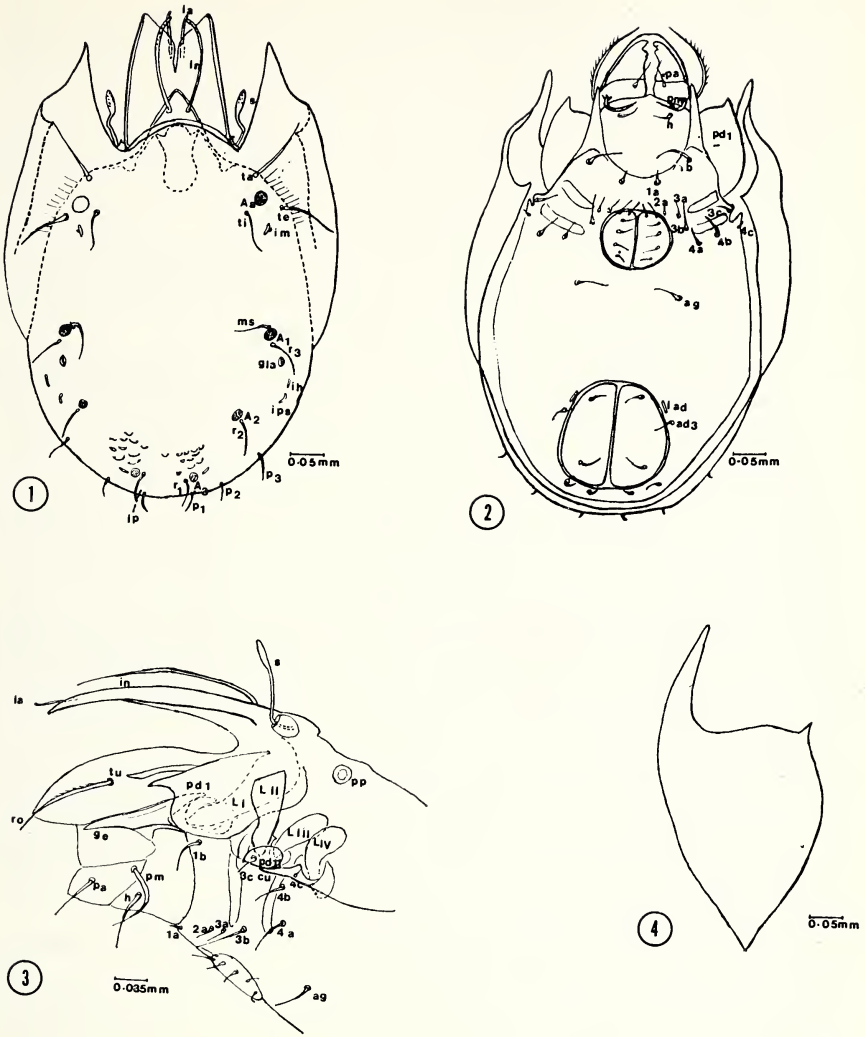 la
in
s
ta
Aa
te
ti
im
ms
A1
r3
gla
ih
ips
A2
r2
p3
r1
A3
p2
p1
ip
0·05mm
1
pa
pm
h
pd1
1b
1a
2a
3a
3c
3b
4c
4a
4b
ag
iad
ad3
0·05mm
2
s
in
la
tu
pd1
pp
LI
LII
ro
ge
LIII
LIV
1b
3c
cu
4c
pa
pm
h
4b
1a
2a
3a
3b
4a
ag
0·035mm
3
0·05mm
4